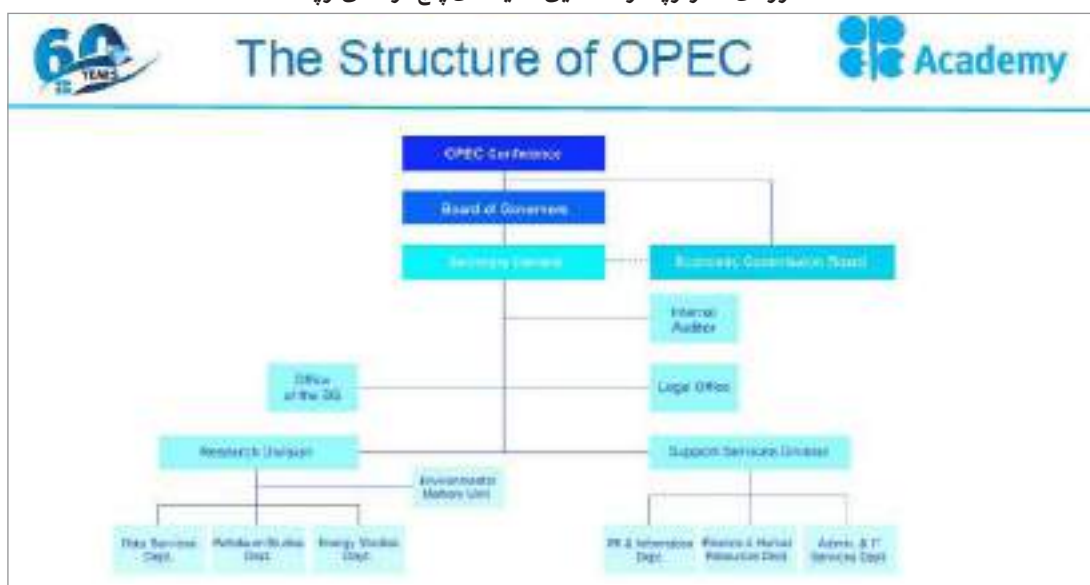 60
YEARS
The Structure of OPEC
Academy
OPEC Conference
Board of Governors
Secretary General
Economic Commission Board
Internal
Auditor
Office
of the SG
Legal Office
Research Division
Support Services Division
Environmental
Matters Unit
Data Services
Dept.
Petroleum Studies
Dept.
Energy Studies
Dept.
PR & Information
Dept.
Finance & Human
Resources Dept.
Admin. & IT
Services Dept.